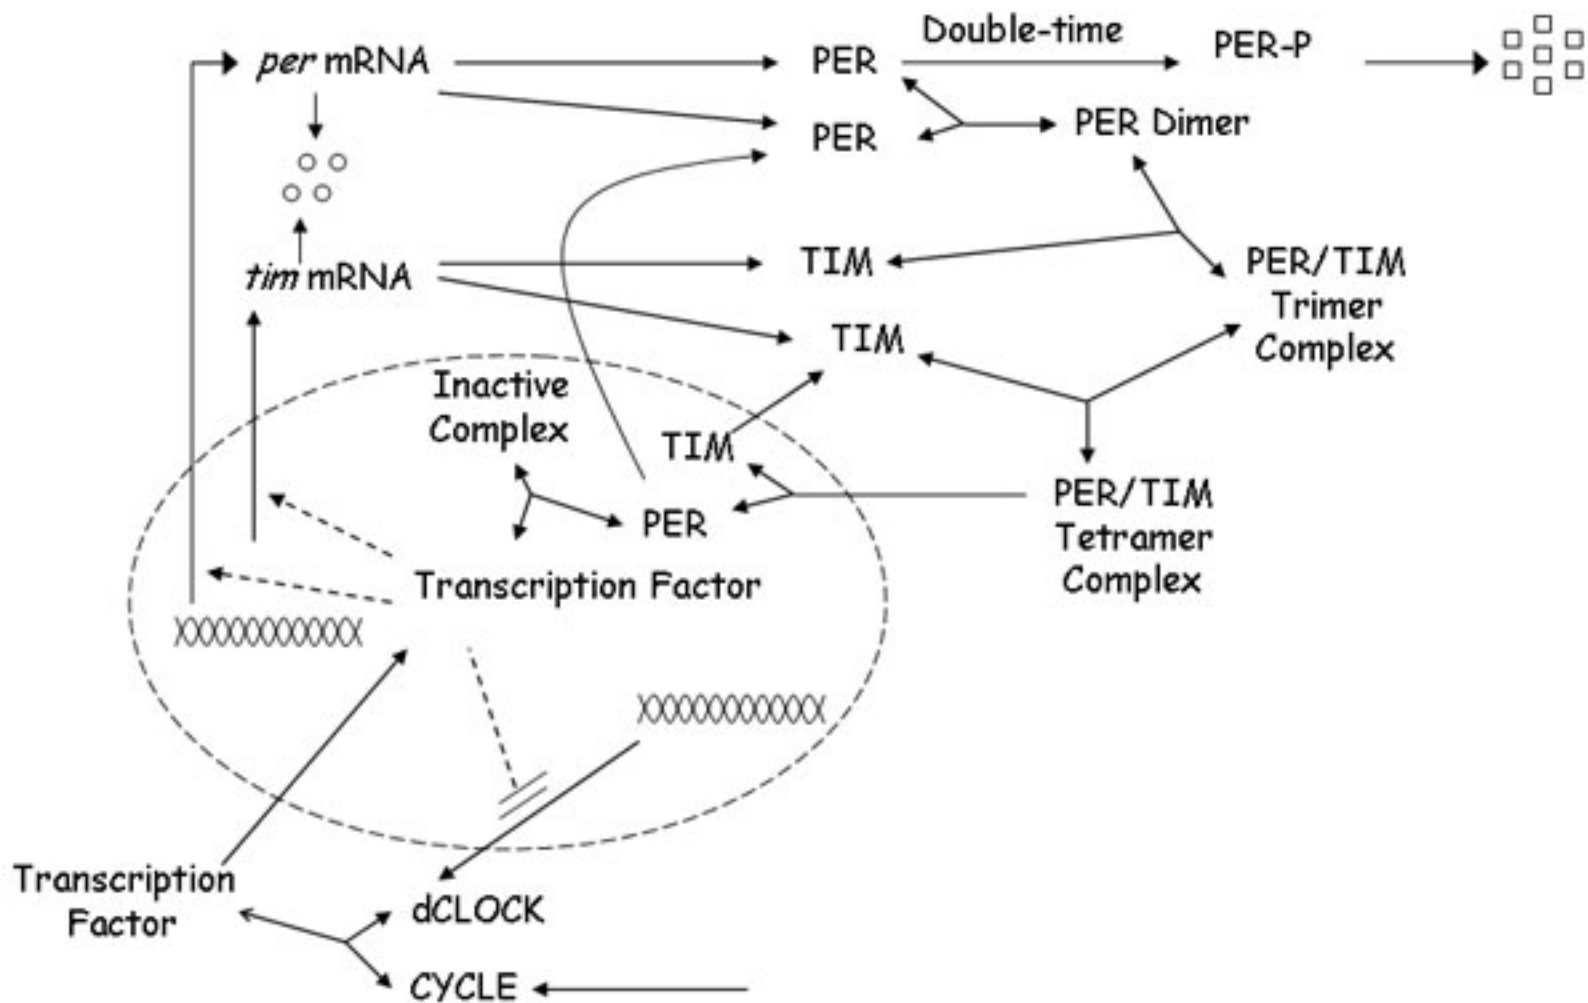 Double-time
per mRNA
PER
PER-P
PER
PER Dimer
tim mRNA
TIM
PER/TIM
Trimer
Complex
TIM
Inactive
Complex
TIM
PER
PER/TIM
Tetramer
Complex
Transcription Factor
Transcription
Factor
dCLOCK
CYCLE